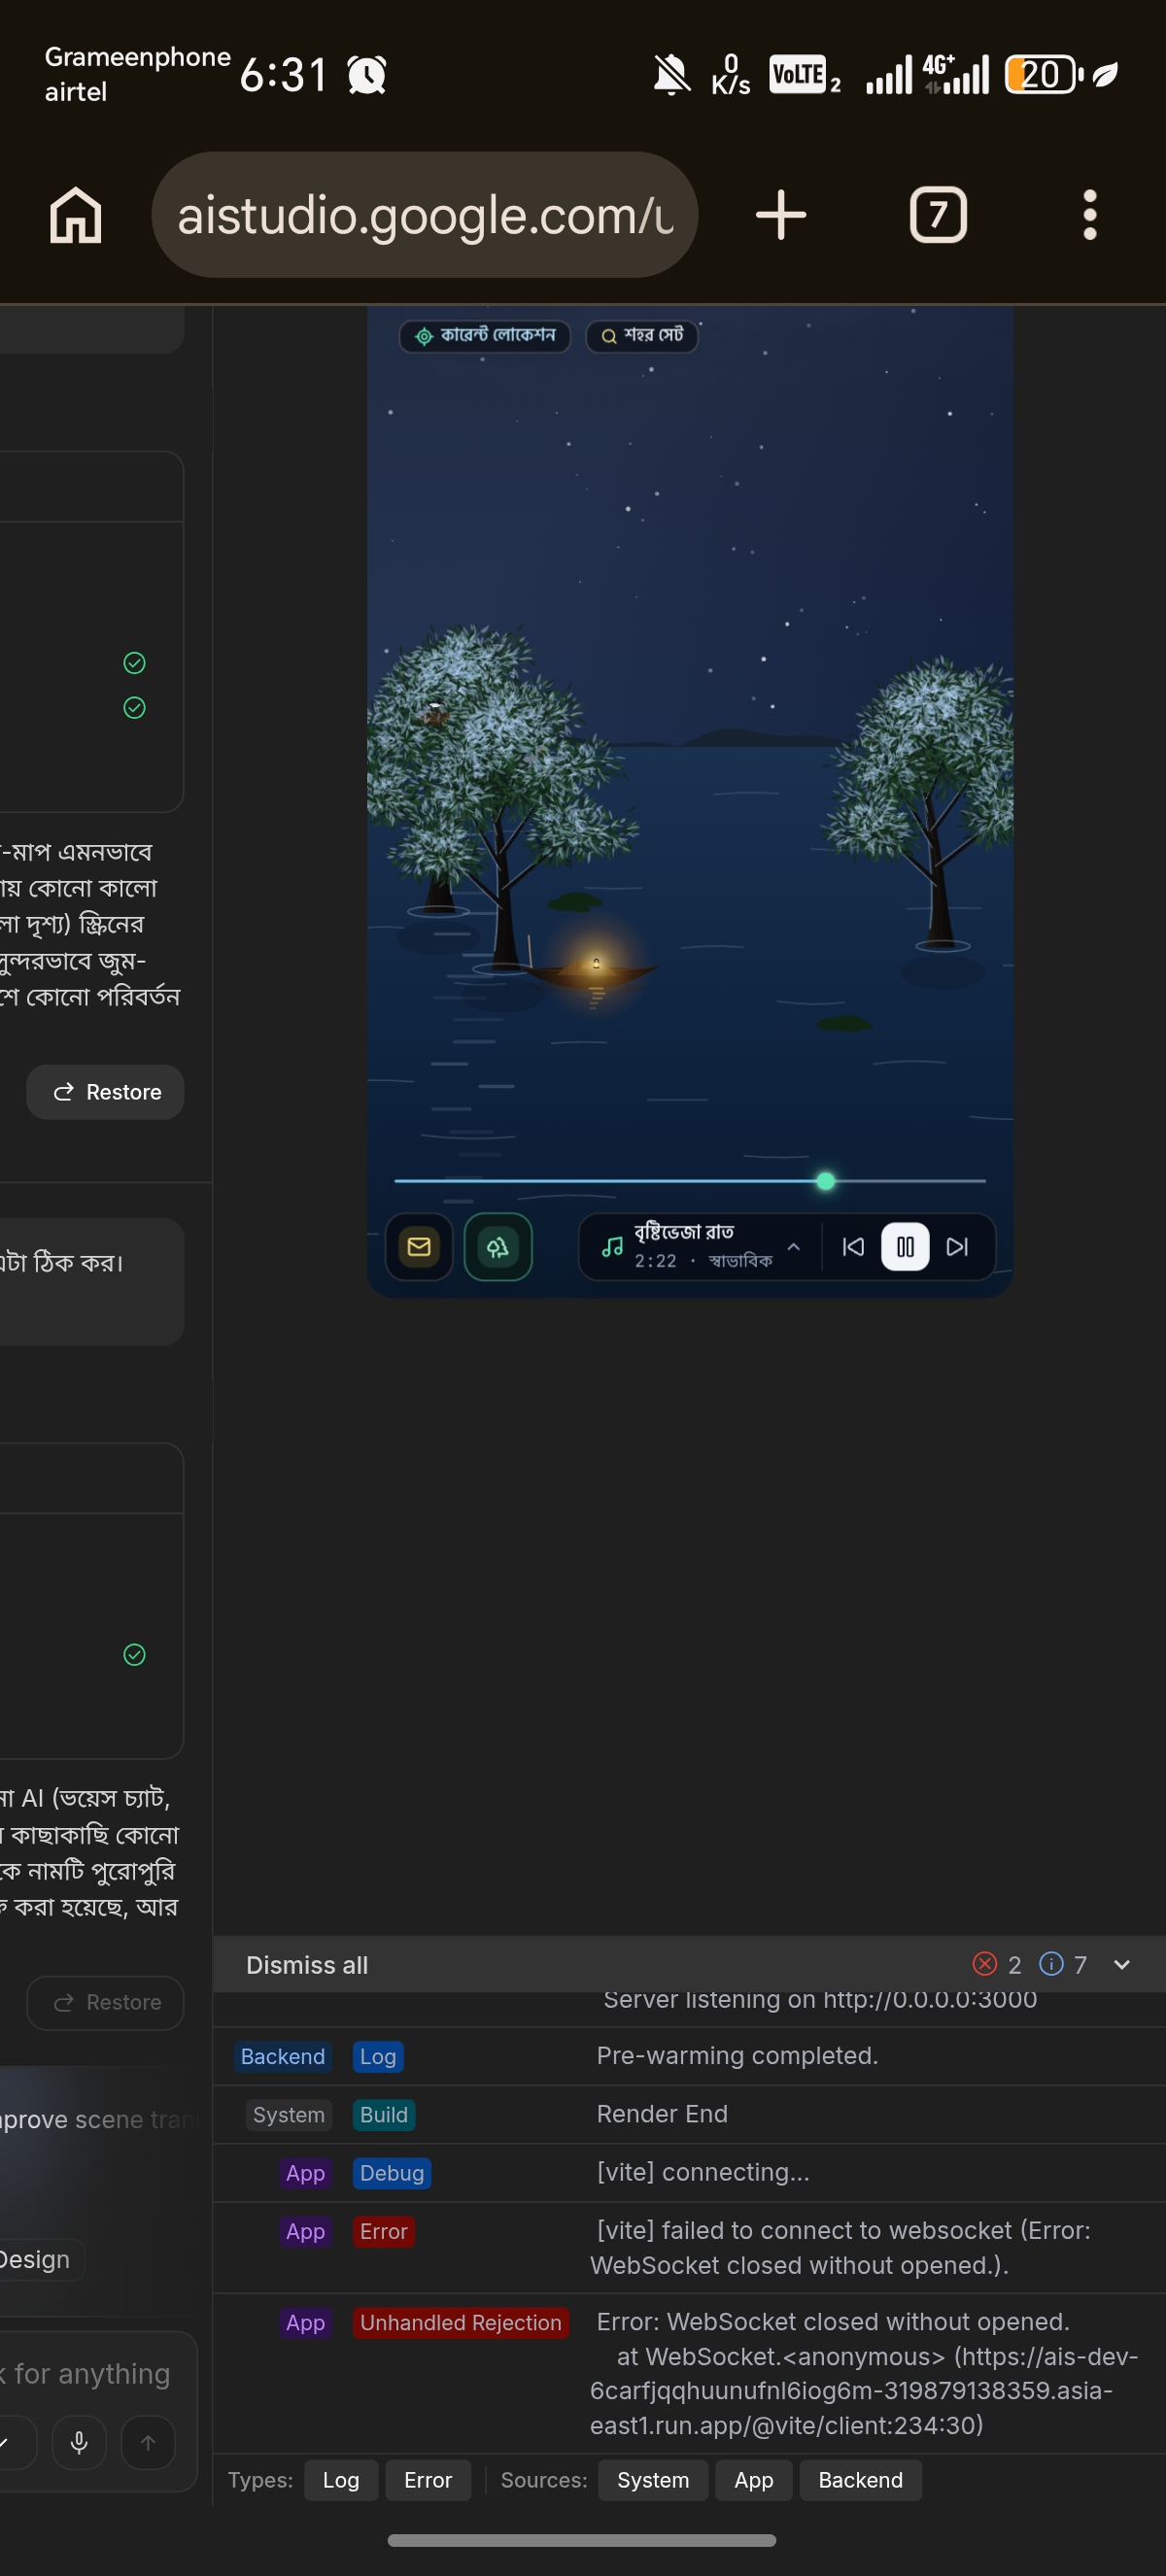 Grameenphone
airtel
6:31
0
K/s
VoLTE 2
4G+
20
aistudio.google.com/u
7
কারেন্ট লোকেশন
শহর সেট
-মাপ এমনভাবে
য় কোনো কালো
লো দৃশ্য) স্ক্রিনের
সুন্দরভাবে জুম-
শে কোনো পরিবর্তন
Restore
এটা ঠিক কর।
বৃষ্টিভেজা রাত
2:22 · স্বাভাবিক
AI (ভয়েস চ্যাট,
কাছাকাছি কোনো
কে নামটি পুরোপুরি
করা হয়েছে, আর
Restore
Dismiss all
2
7
Server listening on http://0.0.0.0:3000
Backend Log Pre-warming completed.
System Build Render End
App Debug [vite] connecting...
App Error [vite] failed to connect to websocket (Error:
WebSocket closed without opened.).
App Unhandled Rejection Error: WebSocket closed without opened.
at WebSocket.<anonymous> (https://ais-dev-
6carfjqqhuunufnl6iog6m-319879138359.asia-
east1.run.app/@vite/client:234:30)
prove scene trans
Design
k for anything
Types: Log Error Sources: System App Backend